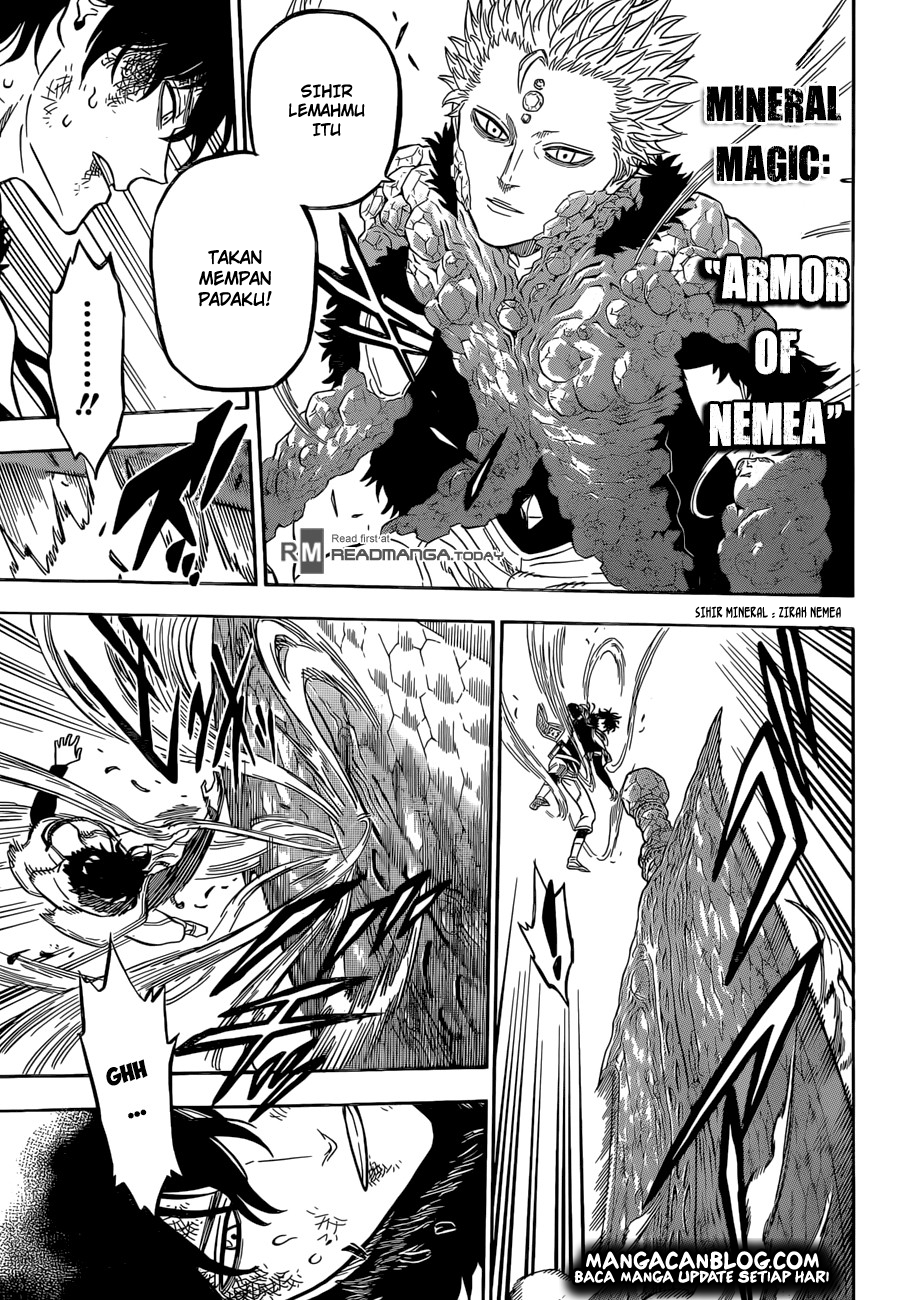 MINERAL
MAGIC:
"ARMOR
OF
NEMEA"
SIHIR
LEMAHMU
ITU
TAKAN
MEMPAN
PADAKU!
........!!
Read first at
RM READMANGA.TODAY
SIHIR MINERAL : ZIRAH NEMEA
!
GHH
...
MANGACANBLOG.COM
BACA MANGA UPDATE SETIAP HARI